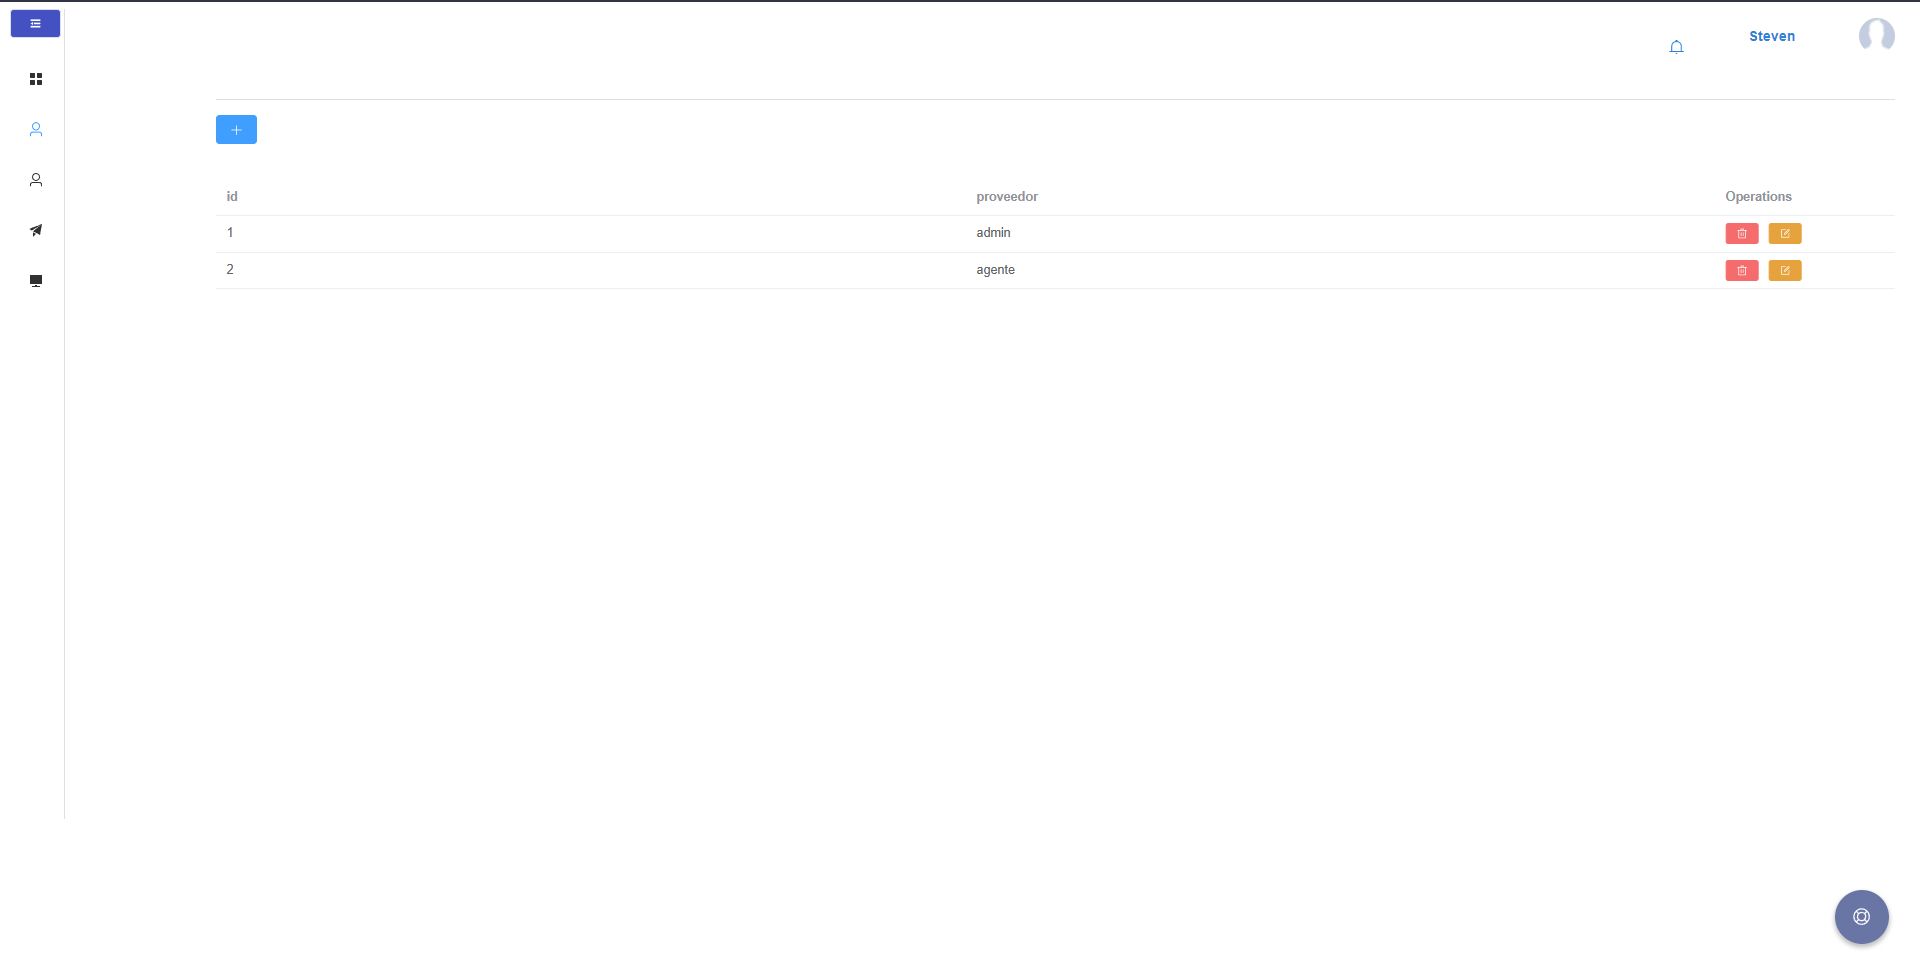 Steven
id proveedor Operations
1 admin
2 agente